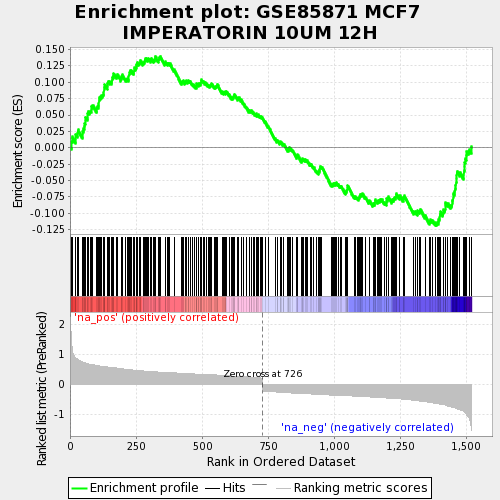 Enrichment plot: GSE85871 MCF7
IMPERATORIN 10UM 12H
Enrichment score (ES)
0.150
0.125
0.100
0.075
0.050
0.025
0.000
-0.025
-0.050
-0.075
-0.100
-0.125
Ranked list metric (PreRanked)
2
1
0
-1
'na_pos' (positively correlated)
Zero cross at 726
'na_neg' (negatively correlated)
0
250
500
750
1,000
1,250
1,500
Rank in Ordered Dataset
Enrichment profile
Hits
Ranking metric scores